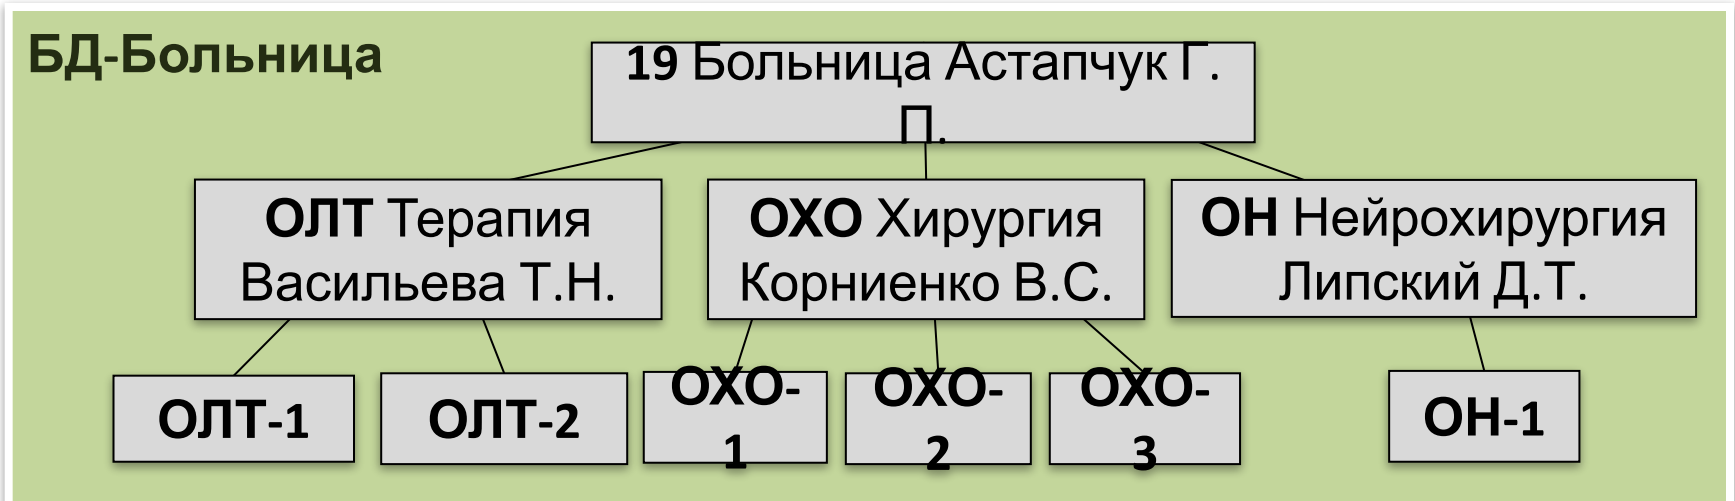 БД-Больница
19 Больница Астапчук Г.
П.
ОЛТ Терапия
Васильева Т.Н.
ОХО Хирургия
Корниенко В.С.
ОН Нейрохирургия
Липский Д.Т.
ОЛТ-1
ОЛТ-2
ОХО-
1
ОХО-
2
ОХО-
3
ОН-1